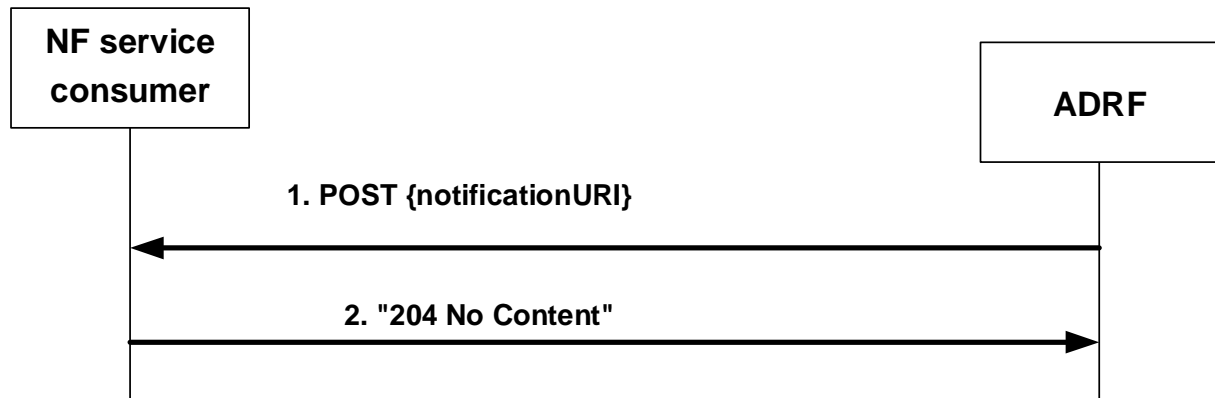 NF service
consumer
ADRF
1. POST {notificationURI}
2. "204 No Content"